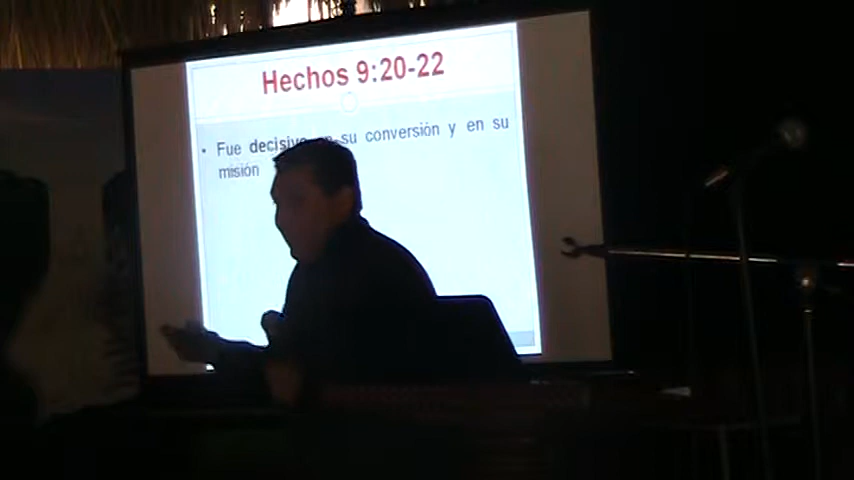 Hechos 9:20-22
• Fue decisivo en su conversión y en su
misión